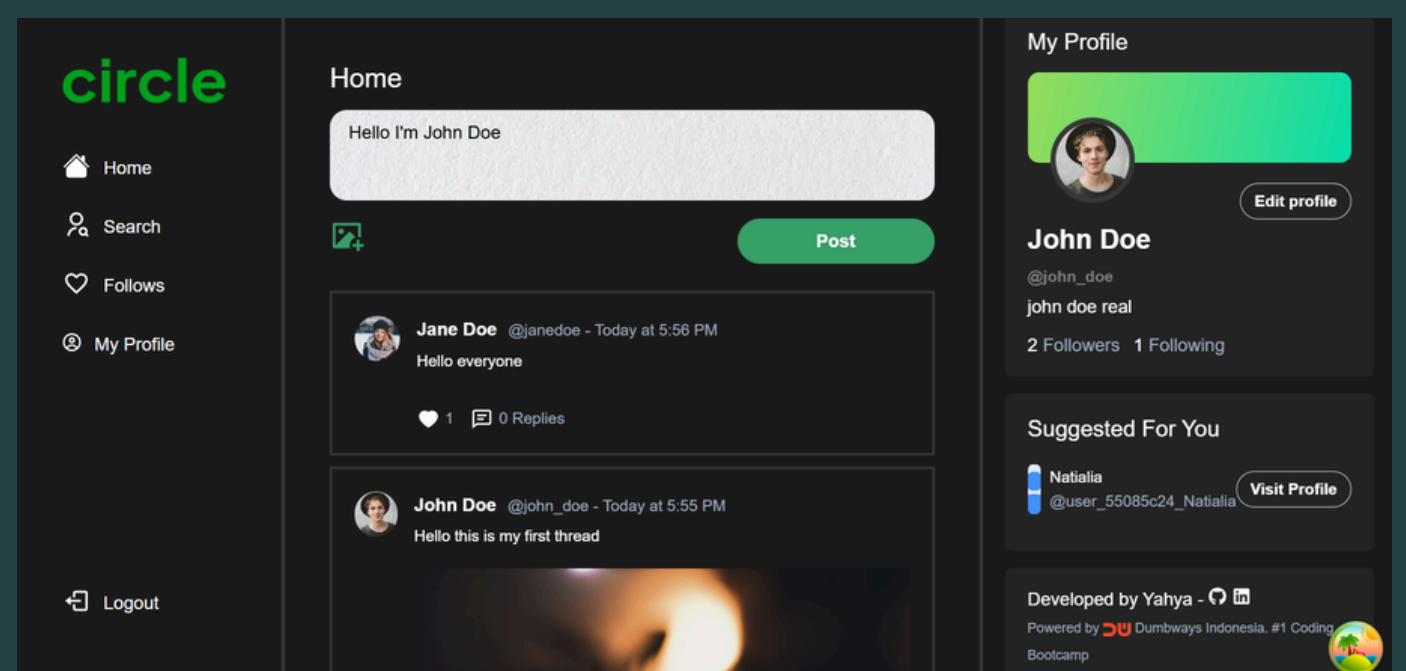 circle
Home
Search
Follows
My Profile
Logout
Home
Hello I'm John Doe
Post
Jane Doe @janedoe - Today at 5:56 PM
Hello everyone
1 0 Replies
John Doe @john_doe - Today at 5:55 PM
Hello this is my first thread
My Profile
Edit profile
John Doe
@john_doe
john doe real
2 Followers 1 Following
Suggested For You
Natialia
@user_55085c24_Natialia
Visit Profile
Developed by Yahya -
Powered by Dumbways Indonesia. #1 Coding
Bootcamp